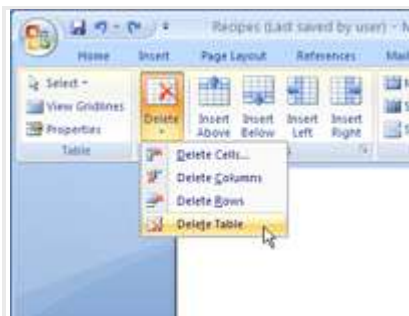 Recipes (Last saved by user) -
Home Insert Page Layout References
Select
View Gridlines
Properties
Table
Delete
Insert Above
Insert Below
Insert Left
Insert Right
Delete Cells...
Delete Columns
Delete Rows
Delete Table